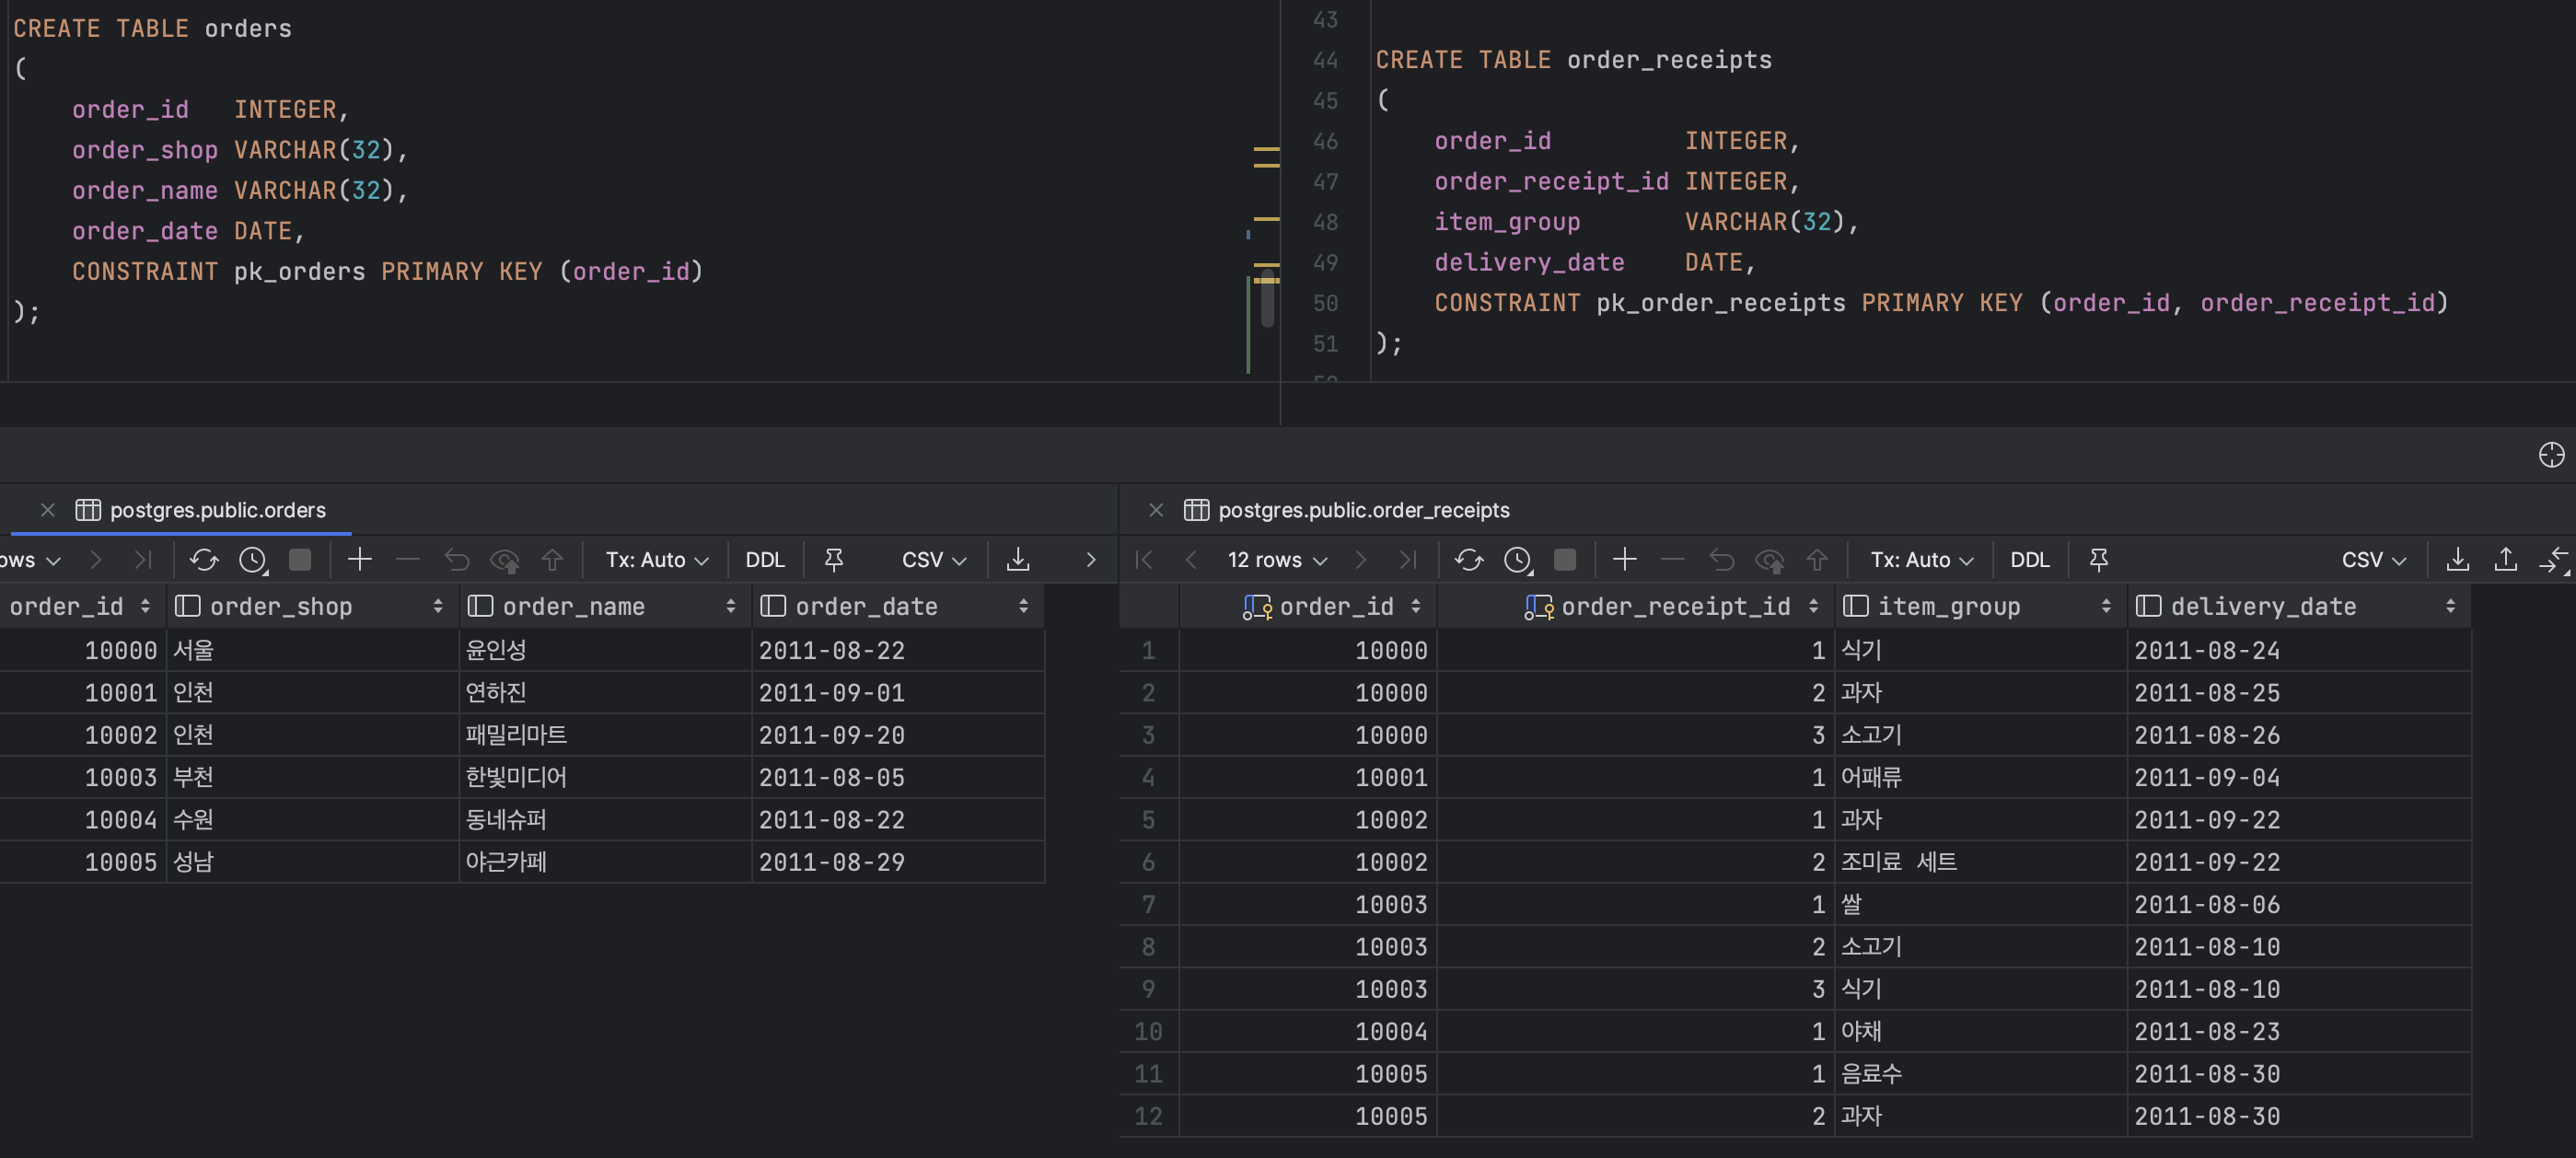 CREATE TABLE orders
(
    order_id   INTEGER,
    order_shop VARCHAR(32),
    order_name VARCHAR(32),
    order_date DATE,
    CONSTRAINT pk_orders PRIMARY KEY (order_id)
);
43
44 CREATE TABLE order_receipts
45 (
46     order_id         INTEGER,
47     order_receipt_id INTEGER,
48     item_group       VARCHAR(32),
49     delivery_date    DATE,
50     CONSTRAINT pk_order_receipts PRIMARY KEY (order_id, order_receipt_id)
51 );
postgres.public.orders
Tx: Auto DDL CSV
order_id order_shop order_name order_date
10000 서울 윤인성 2011-08-22
10001 인천 연하진 2011-09-01
10002 인천 패밀리마트 2011-09-20
10003 부천 한빛미디어 2011-08-05
10004 수원 동네슈퍼 2011-08-22
10005 성남 야근카페 2011-08-29
postgres.public.order_receipts
12 rows Tx: Auto DDL CSV
order_id order_receipt_id item_group delivery_date
1 10000 1 식기 2011-08-24
2 10000 2 과자 2011-08-25
3 10000 3 소고기 2011-08-26
4 10001 1 어패류 2011-09-04
5 10002 1 과자 2011-09-22
6 10002 2 조미료 세트 2011-09-22
7 10003 1 쌀 2011-08-06
8 10003 2 소고기 2011-08-10
9 10003 3 식기 2011-08-10
10 10004 1 야채 2011-08-23
11 10005 1 음료수 2011-08-30
12 10005 2 과자 2011-08-30